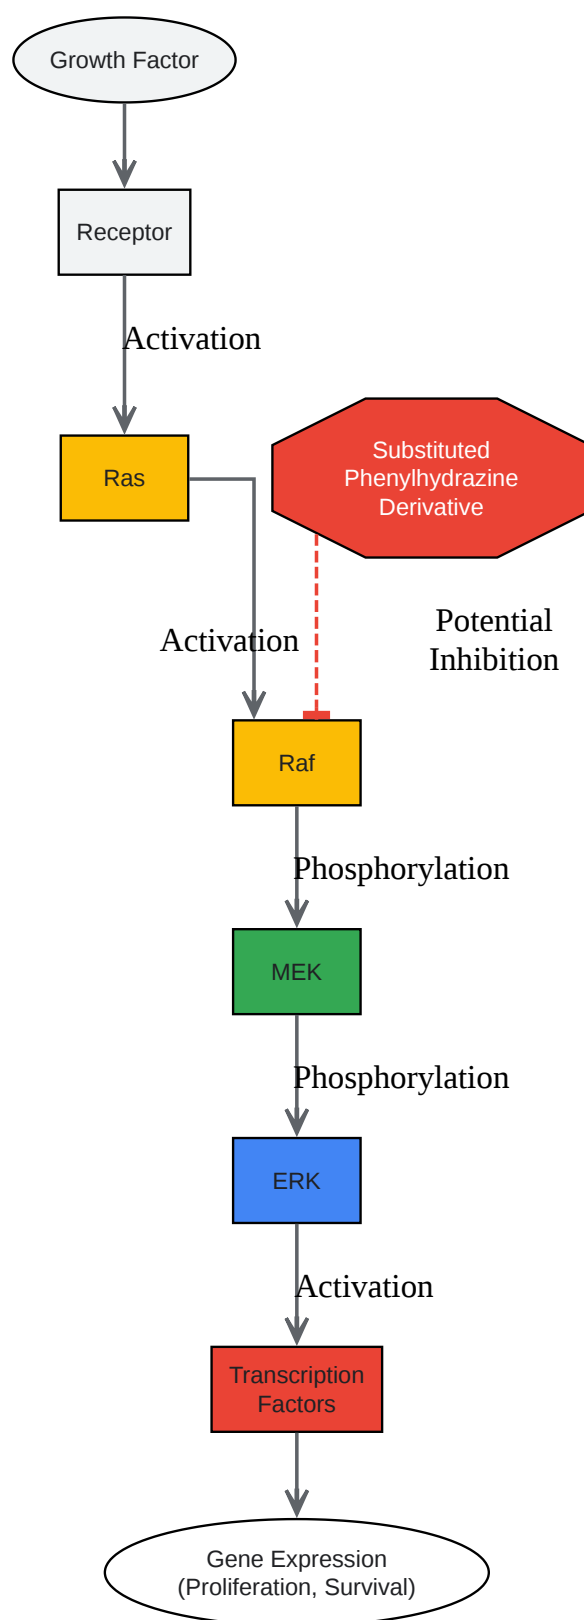 Growth Factor
Receptor
Activation
Ras
Substituted
Phenylhydrazine
Derivative
Activation
Potential
Inhibition
Raf
Phosphorylation
MEK
Phosphorylation
ERK
Activation
Transcription
Factors
Gene Expression
(Proliferation, Survival)